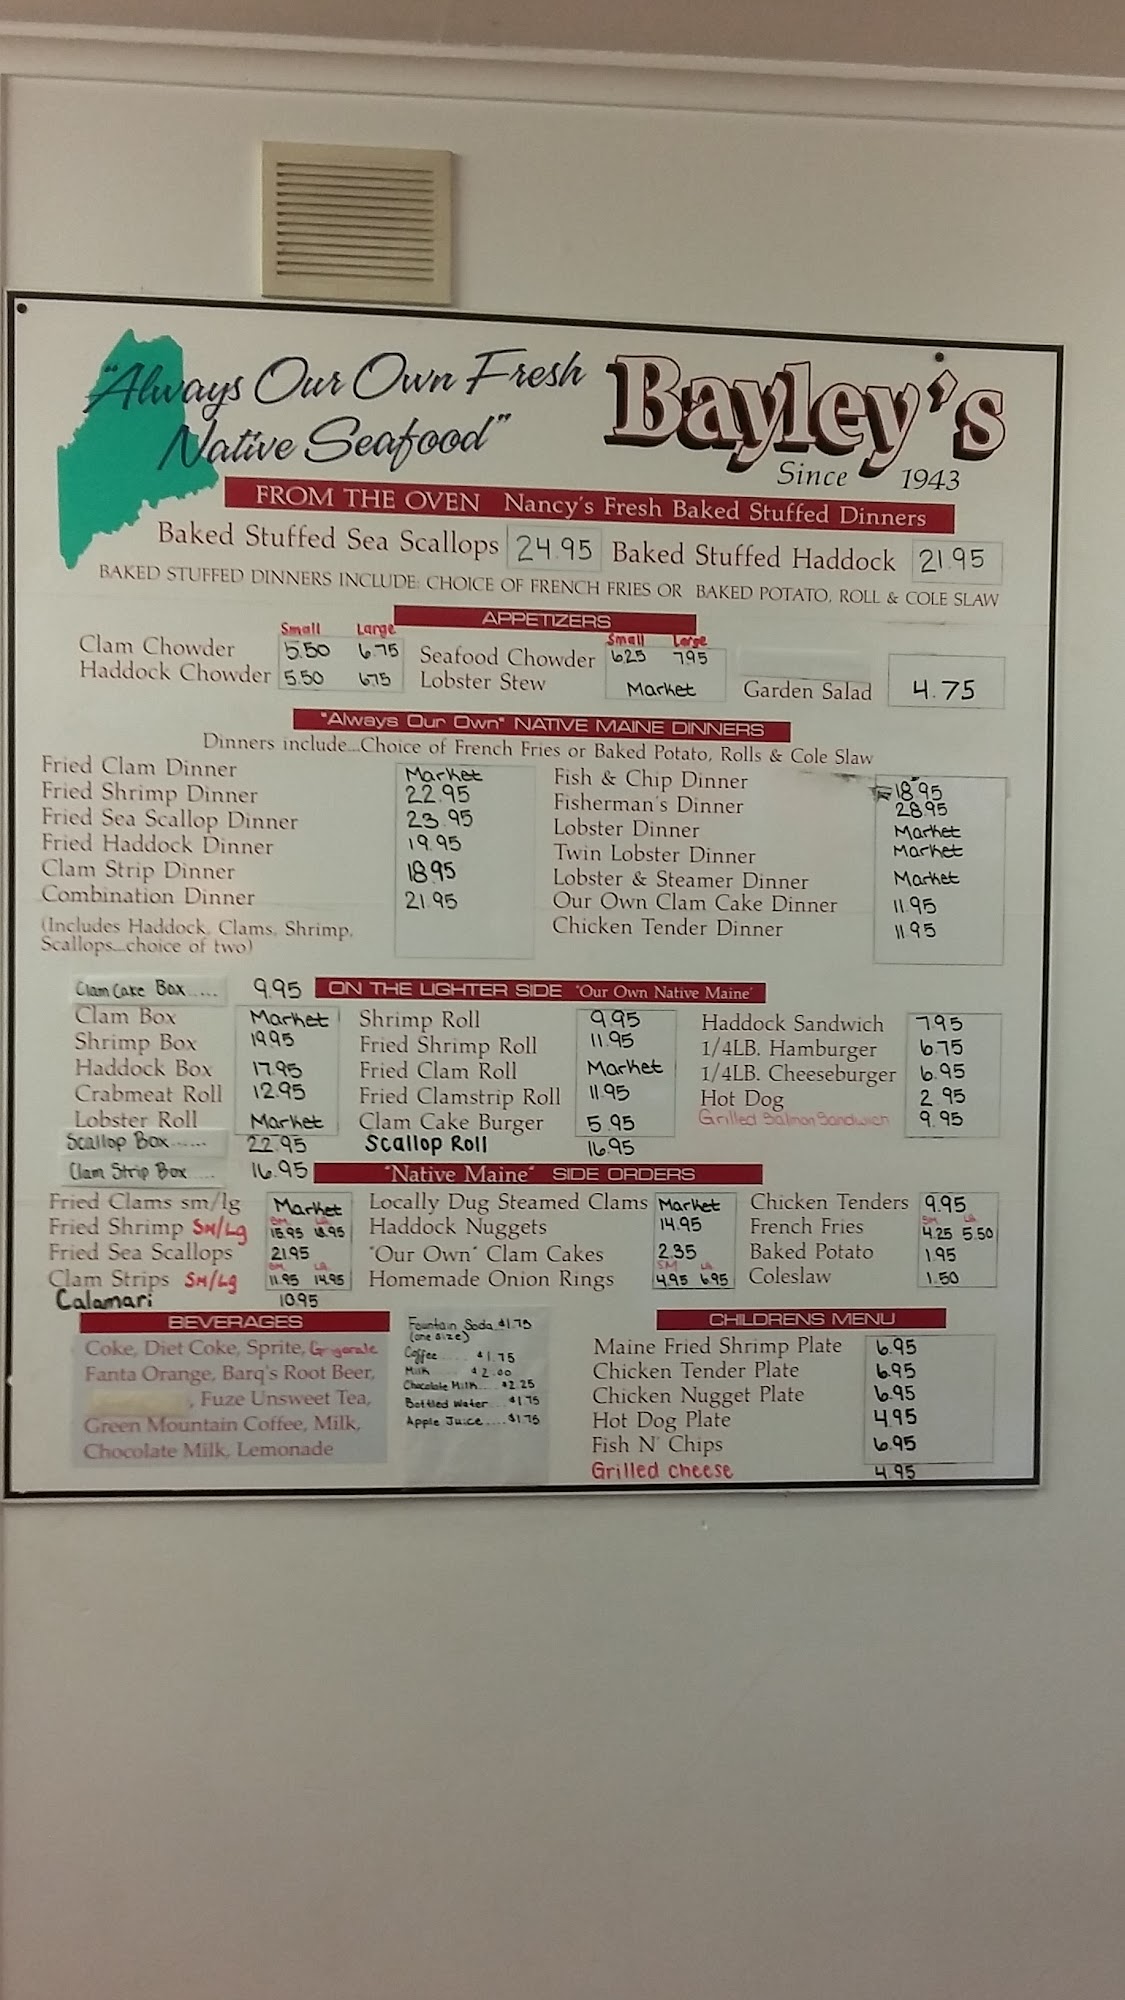 "Always Our Own Fresh
Native Seafood"
Bayley's
Since 1943
FROM THE OVEN Nancy's Fresh Baked Stuffed Dinners
Baked Stuffed Sea Scallops 24.95 Baked Stuffed Haddock 21.95
BAKED STUFFED DINNERS INCLUDE: CHOICE OF FRENCH FRIES OR BAKED POTATO, ROLL & COLE SLAW
APPETIZERS
Small Large
Clam Chowder 5.50 6.75
Haddock Chowder 5.50 6.75
Small Large
Seafood Chowder 6.25 7.95
Lobster Stew Market
Garden Salad 4.75
"Always Our Own" NATIVE MAINE DINNERS
Dinners include...Choice of French Fries or Baked Potato, Rolls & Cole Slaw
Fried Clam Dinner Market
Fried Shrimp Dinner 22.95
Fried Sea Scallop Dinner 23.95
Fried Haddock Dinner 19.95
Clam Strip Dinner 18.95
Combination Dinner 21.95
(Includes Haddock, Clams, Shrimp,
Scallops...choice of two)
Fish & Chip Dinner 18.95
Fisherman's Dinner 28.95
Lobster Dinner Market
Twin Lobster Dinner Market
Lobster & Steamer Dinner Market
Our Own Clam Cake Dinner 11.95
Chicken Tender Dinner 11.95
ON THE LIGHTER SIDE "Our Own Native Maine"
Clam Cake Box..... 9.95
Clam Box Market
Shrimp Box 19.95
Haddock Box 17.95
Crabmeat Roll 12.95
Lobster Roll Market
Scallop Box...... 22.95
Clam Strip Box.... 16.95
Shrimp Roll 9.95
Fried Shrimp Roll 11.95
Fried Clam Roll Market
Fried Clamstrip Roll 11.95
Clam Cake Burger 5.95
Scallop Roll 16.95
Haddock Sandwich 7.95
1/4LB. Hamburger 6.75
1/4LB. Cheeseburger 6.95
Hot Dog 2.95
Grilled Salmon Sandwich 9.95
"Native Maine" SIDE ORDERS
Fried Clams sm/lg Market
SM LG
Fried Shrimp SM/LG 15.95 18.95
Fried Sea Scallops 21.95
SM LG
Clam Strips SM/LG 11.95 14.95
Calamari 10.95
Locally Dug Steamed Clams Market
Haddock Nuggets 14.95
"Our Own" Clam Cakes 2.35
SM LG
Homemade Onion Rings 4.95 6.95
Chicken Tenders 9.95
SM LG
French Fries 4.25 5.50
Baked Potato 1.95
Coleslaw 1.50
BEVERAGES
Coke, Diet Coke, Sprite,
Fanta Orange, Barq's Root Beer,
, Fuze Unsweet Tea,
Green Mountain Coffee, Milk,
Chocolate Milk, Lemonade
Fountain Soda $1.75
(one size)
Coffee.... $1.75
Milk .... $2.00
Chocolate Milk.... $2.25
Bottled Water... $1.75
Apple Juice.... $1.75
CHILDRENS MENU
Maine Fried Shrimp Plate 6.95
Chicken Tender Plate 6.95
Chicken Nugget Plate 6.95
Hot Dog Plate 4.95
Fish N' Chips 6.95
Grilled cheese 4.95